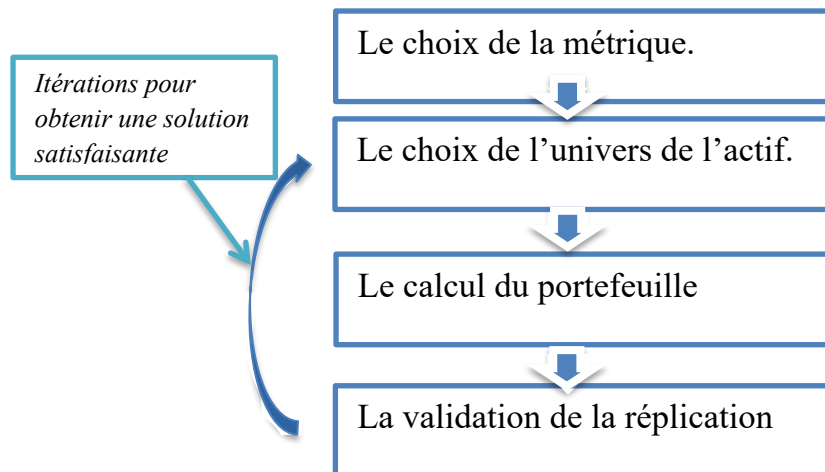 Le choix de la métrique.
Itérations pour
obtenir une solution
satisfaisante
Le choix de l’univers de l’actif.
Le calcul du portefeuille
La validation de la réplication